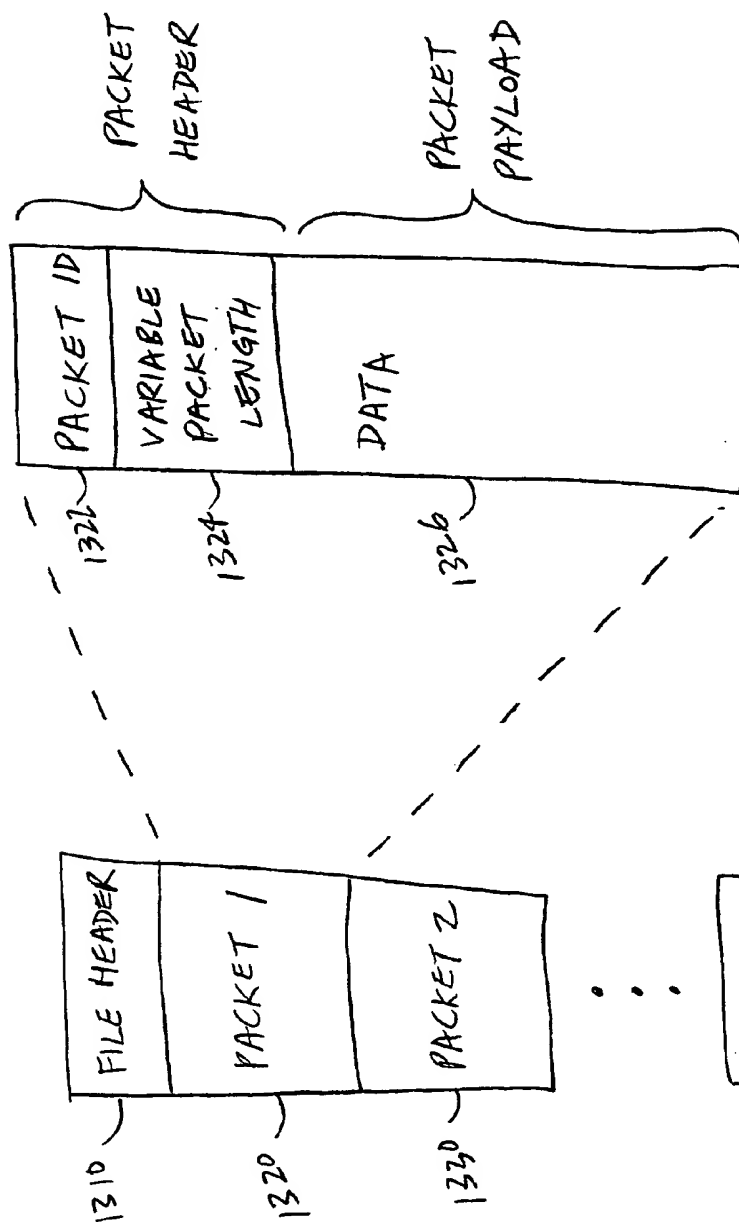 1310
FILE HEADER
1320
PACKET 1
1330
PACKET 2
1322
PACKET ID
1324
VARIABLE
PACKET
LENGTH
1326
DATA
PACKET
HEADER
PACKET
PAYLOAD